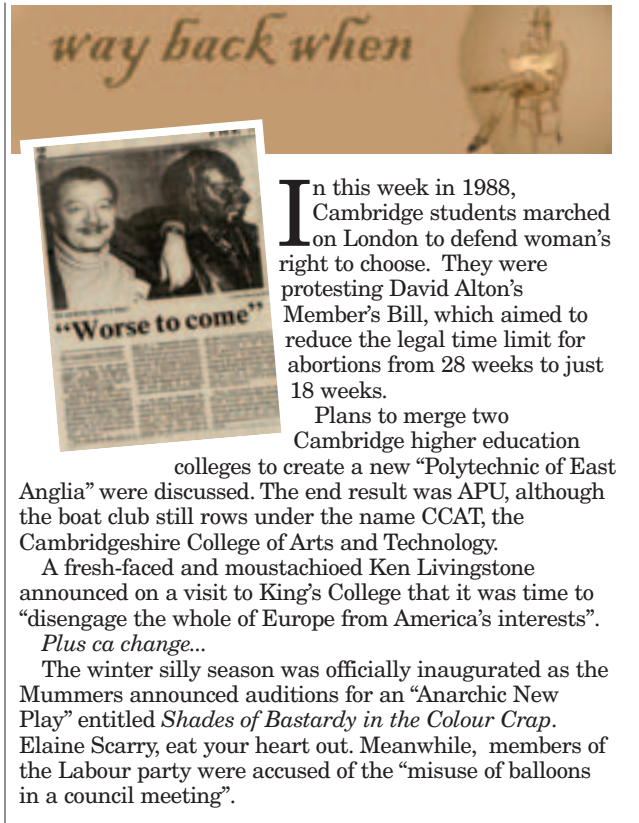 way back when
“Worse to come”
In this week in 1988,
Cambridge students marched
on London to defend woman’s
right to choose. They were
protesting David Alton’s
Member’s Bill, which aimed to
reduce the legal time limit for
abortions from 28 weeks to just
18 weeks.
Plans to merge two
Cambridge higher education
colleges to create a new “Polytechnic of East
Anglia” were discussed. The end result was APU, although
the boat club still rows under the name CCAT, the
Cambridgeshire College of Arts and Technology.
A fresh-faced and moustachioed Ken Livingstone
announced on a visit to King’s College that it was time to
“disengage the whole of Europe from America’s interests”.
Plus ca change...
The winter silly season was officially inaugurated as the
Mummers announced auditions for an “Anarchic New
Play” entitled Shades of Bastardy in the Colour Crap.
Elaine Scarry, eat your heart out. Meanwhile, members of
the Labour party were accused of the “misuse of balloons
in a council meeting”.